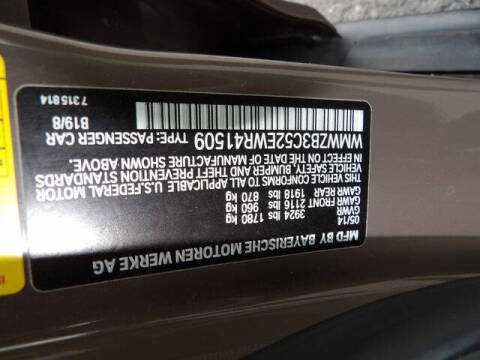 MFD BY BAYERISCHE MOTOREN WERKE AG
05/14
GVWR 3924 lbs 1780 kg
GAWR FRONT 2116 lbs 960 kg
GAWR REAR 1918 lbs 870 kg
THIS VEHICLE CONFORMS TO ALL APPLICABLE U.S.FEDERAL MOTOR
VEHICLE SAFETY, BUMPER AND THEFT PREVENTION STANDARDS
IN EFFECT ON THE DATE OF MANUFACTURE SHOWN ABOVE.
WMWZB3C52EWR41509 TYPE: PASSENGER CAR
B19/8
7315814